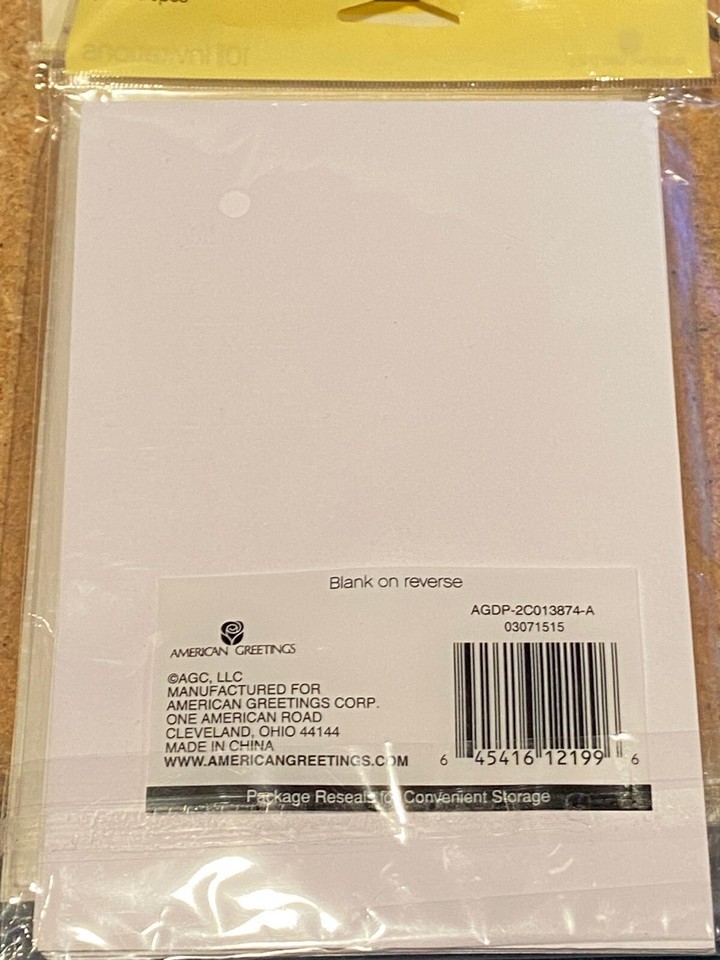 Blank on reverse
AGDP-2C013874-A
03071515
AMERICAN GREETINGS
©AGC, LLC
MANUFACTURED FOR
AMERICAN GREETINGS CORP.
ONE AMERICAN ROAD
CLEVELAND, OHIO 44144
MADE IN CHINA
WWW.AMERICANGREETINGS.COM
6 45416 12199 6
Package Reseals for Convenient Storage